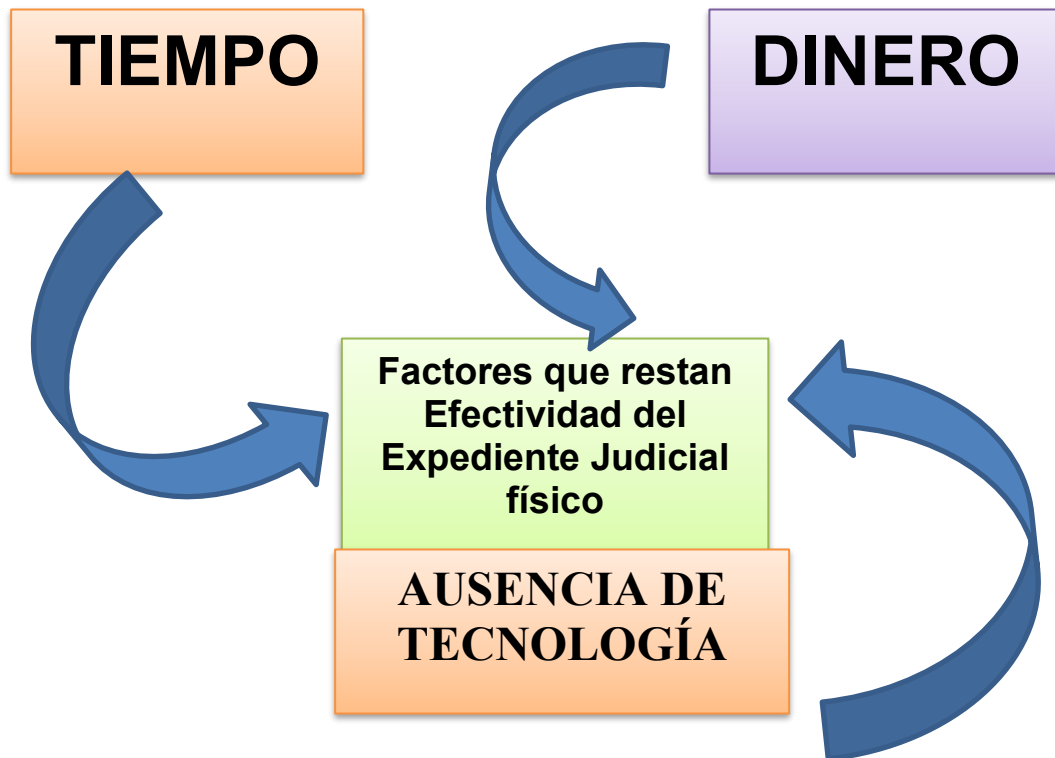 TIEMPO
DINERO
Factores que restan
Efectividad del
Expediente Judicial
físico
AUSENCIA DE
TECNOLOGÍA